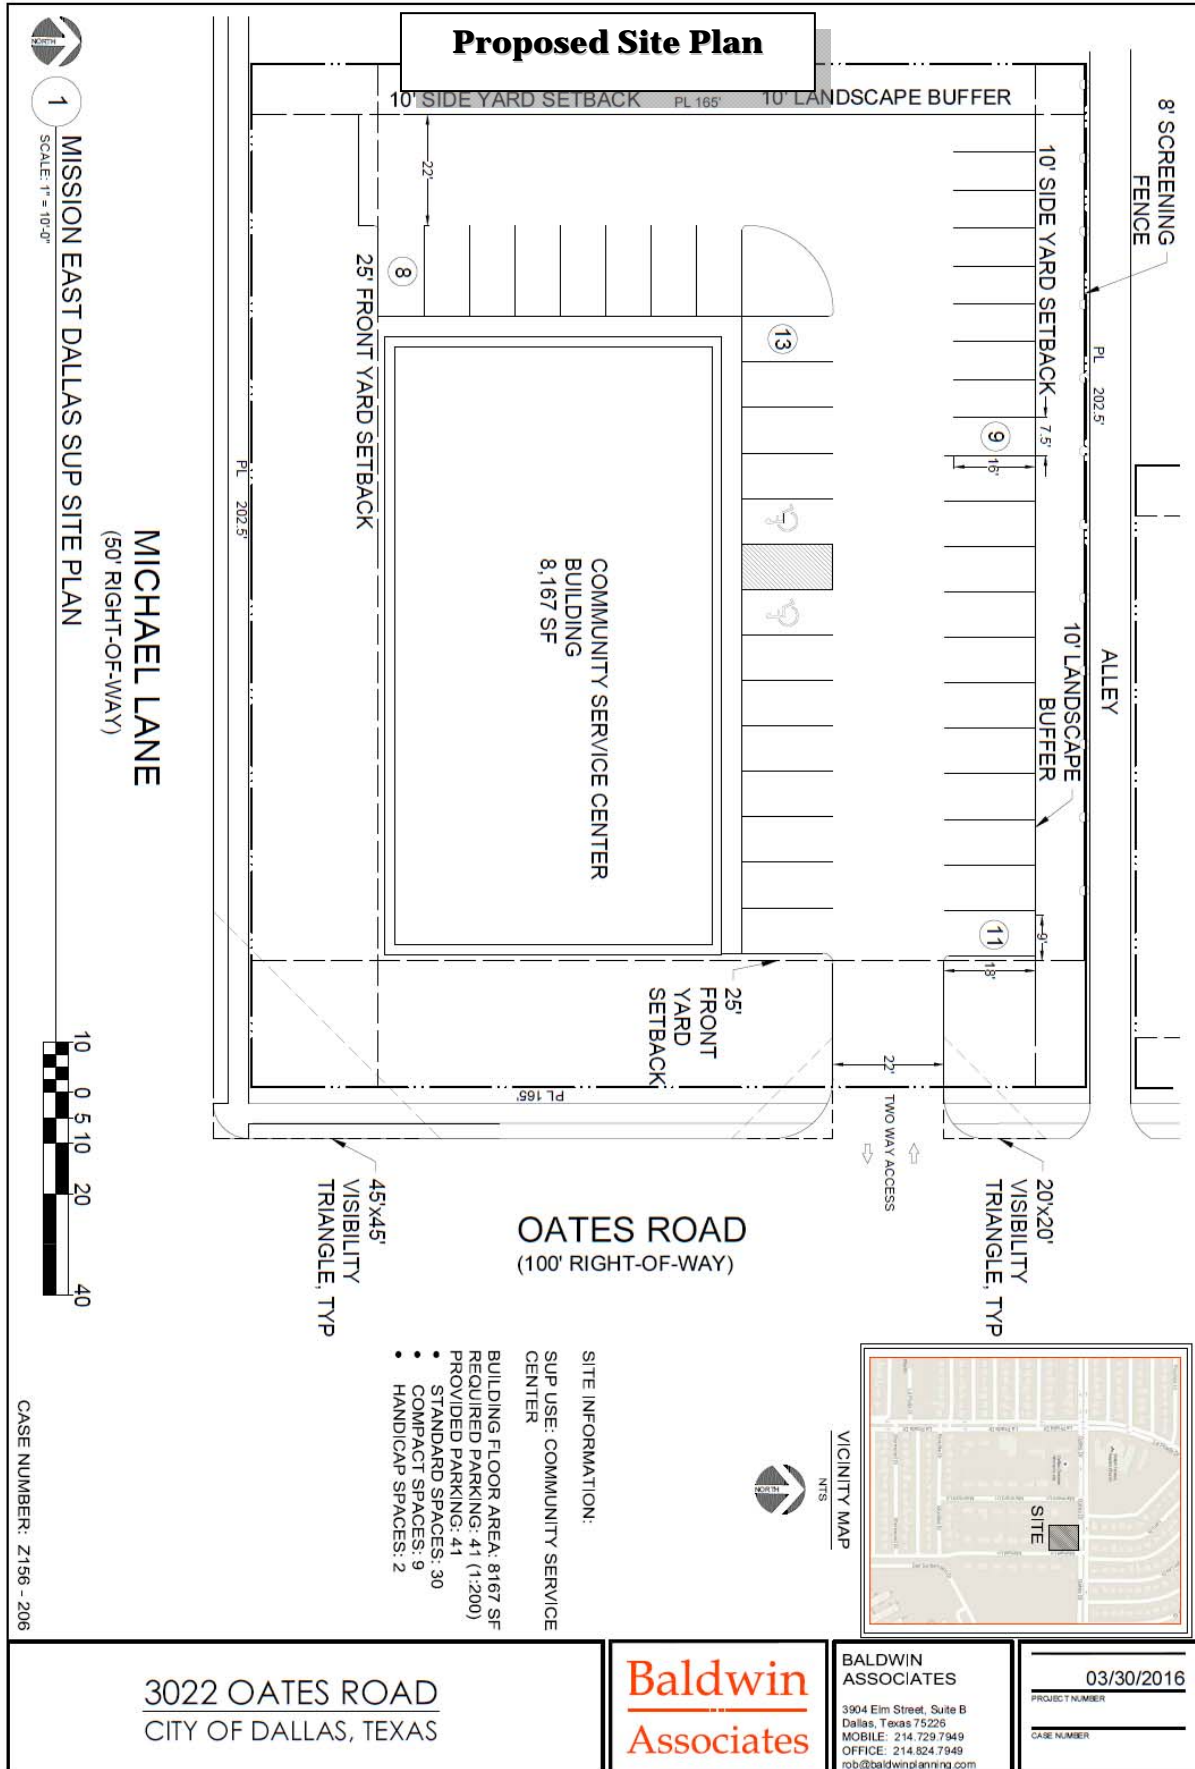 Proposed Site Plan
NORTH
1
MISSION EAST DALLAS SUP SITE PLAN
SCALE: 1" = 10'-0"
10' SIDE YARD SETBACK
PL 165'
10' LANDSCAPE BUFFER
8' SCREENING
FENCE
10' SIDE YARD SETBACK
22'
8
25' FRONT YARD SETBACK
13
7.5'
9
16'
PL 202.5'
PL 202.5'
ALLEY
10' LANDSCAPE
BUFFER
COMMUNITY SERVICE CENTER
BUILDING
8,167 SF
MICHAEL LANE
(50' RIGHT-OF-WAY)
11
9'
18'
25'
FRONT
YARD
SETBACK
22'
PL 165'
TWO WAY ACCESS
20'x20'
VISIBILITY
TRIANGLE, TYP
45'x45'
VISIBILITY
TRIANGLE, TYP
OATES ROAD
(100' RIGHT-OF-WAY)
10 0 5 10 20 40
SITE
VICINITY MAP
NTS
NORTH
SITE INFORMATION:
SUP USE: COMMUNITY SERVICE
CENTER
BUILDING FLOOR AREA: 8167 SF
REQUIRED PARKING: 41 (1:200)
PROVIDED PARKING: 41
• STANDARD SPACES: 30
• COMPACT SPACES: 9
• HANDICAP SPACES: 2
CASE NUMBER: Z156 - 206
3022 OATES ROAD
CITY OF DALLAS, TEXAS
Baldwin
Associates
BALDWIN
ASSOCIATES
3904 Elm Street, Suite B
Dallas, Texas 75226
MOBILE: 214.729.7949
OFFICE: 214.824.7949
rob@baldwinplanning.com
03/30/2016
PROJECT NUMBER
CASE NUMBER